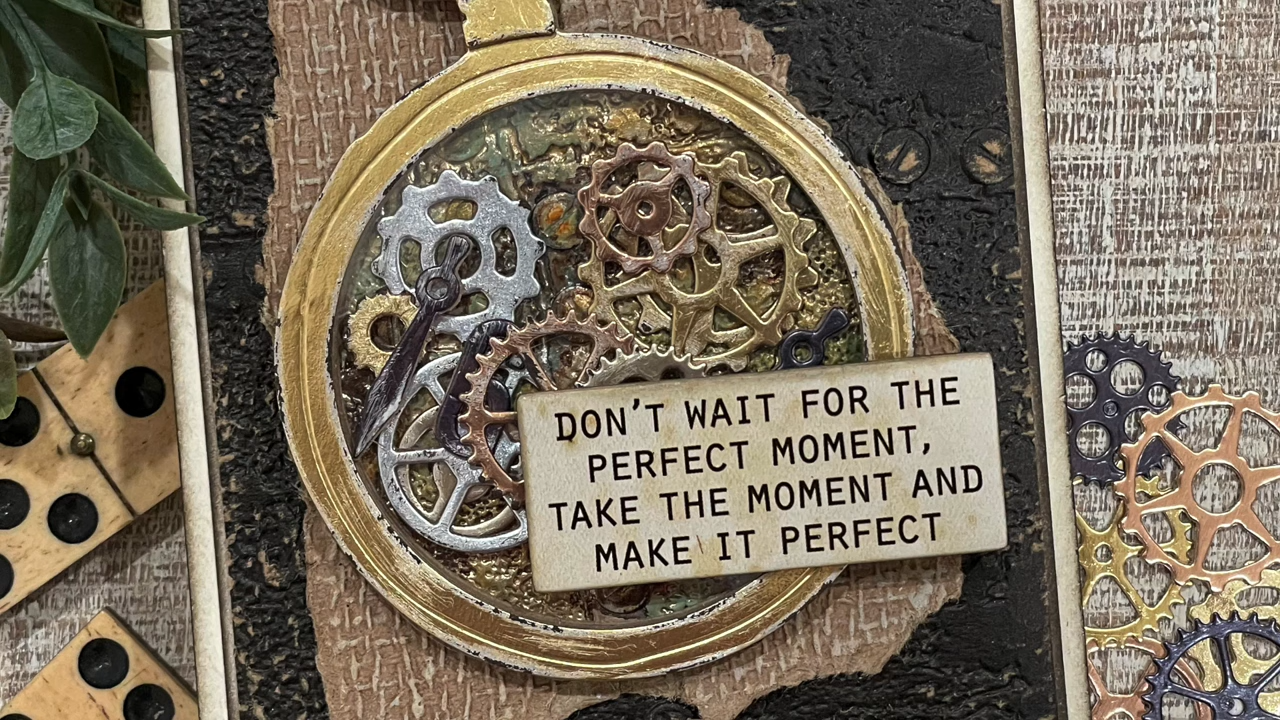 DON'T WAIT FOR THE
PERFECT MOMENT,
TAKE THE MOMENT AND
MAKE IT PERFECT